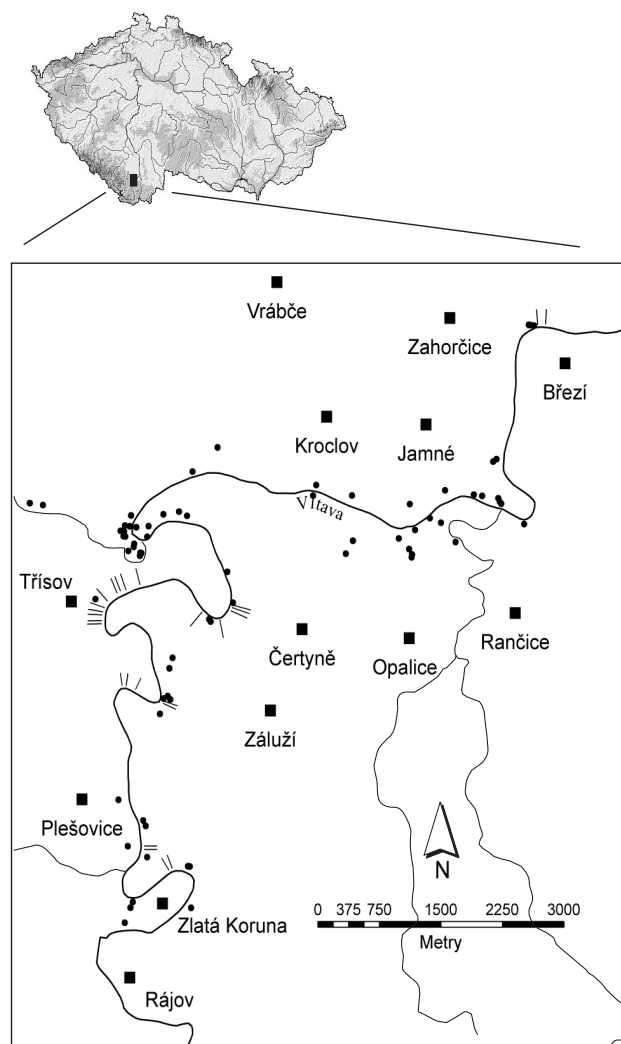 Vrábče
Zahorčice
Březí
Kroclov
Jamné
Vltava
Třísov
Čertyně
Opalice
Rančice
Záluží
Plešovice
N
Zlatá Koruna
0 375 750 1500 2250 3000
Metry
Rájov